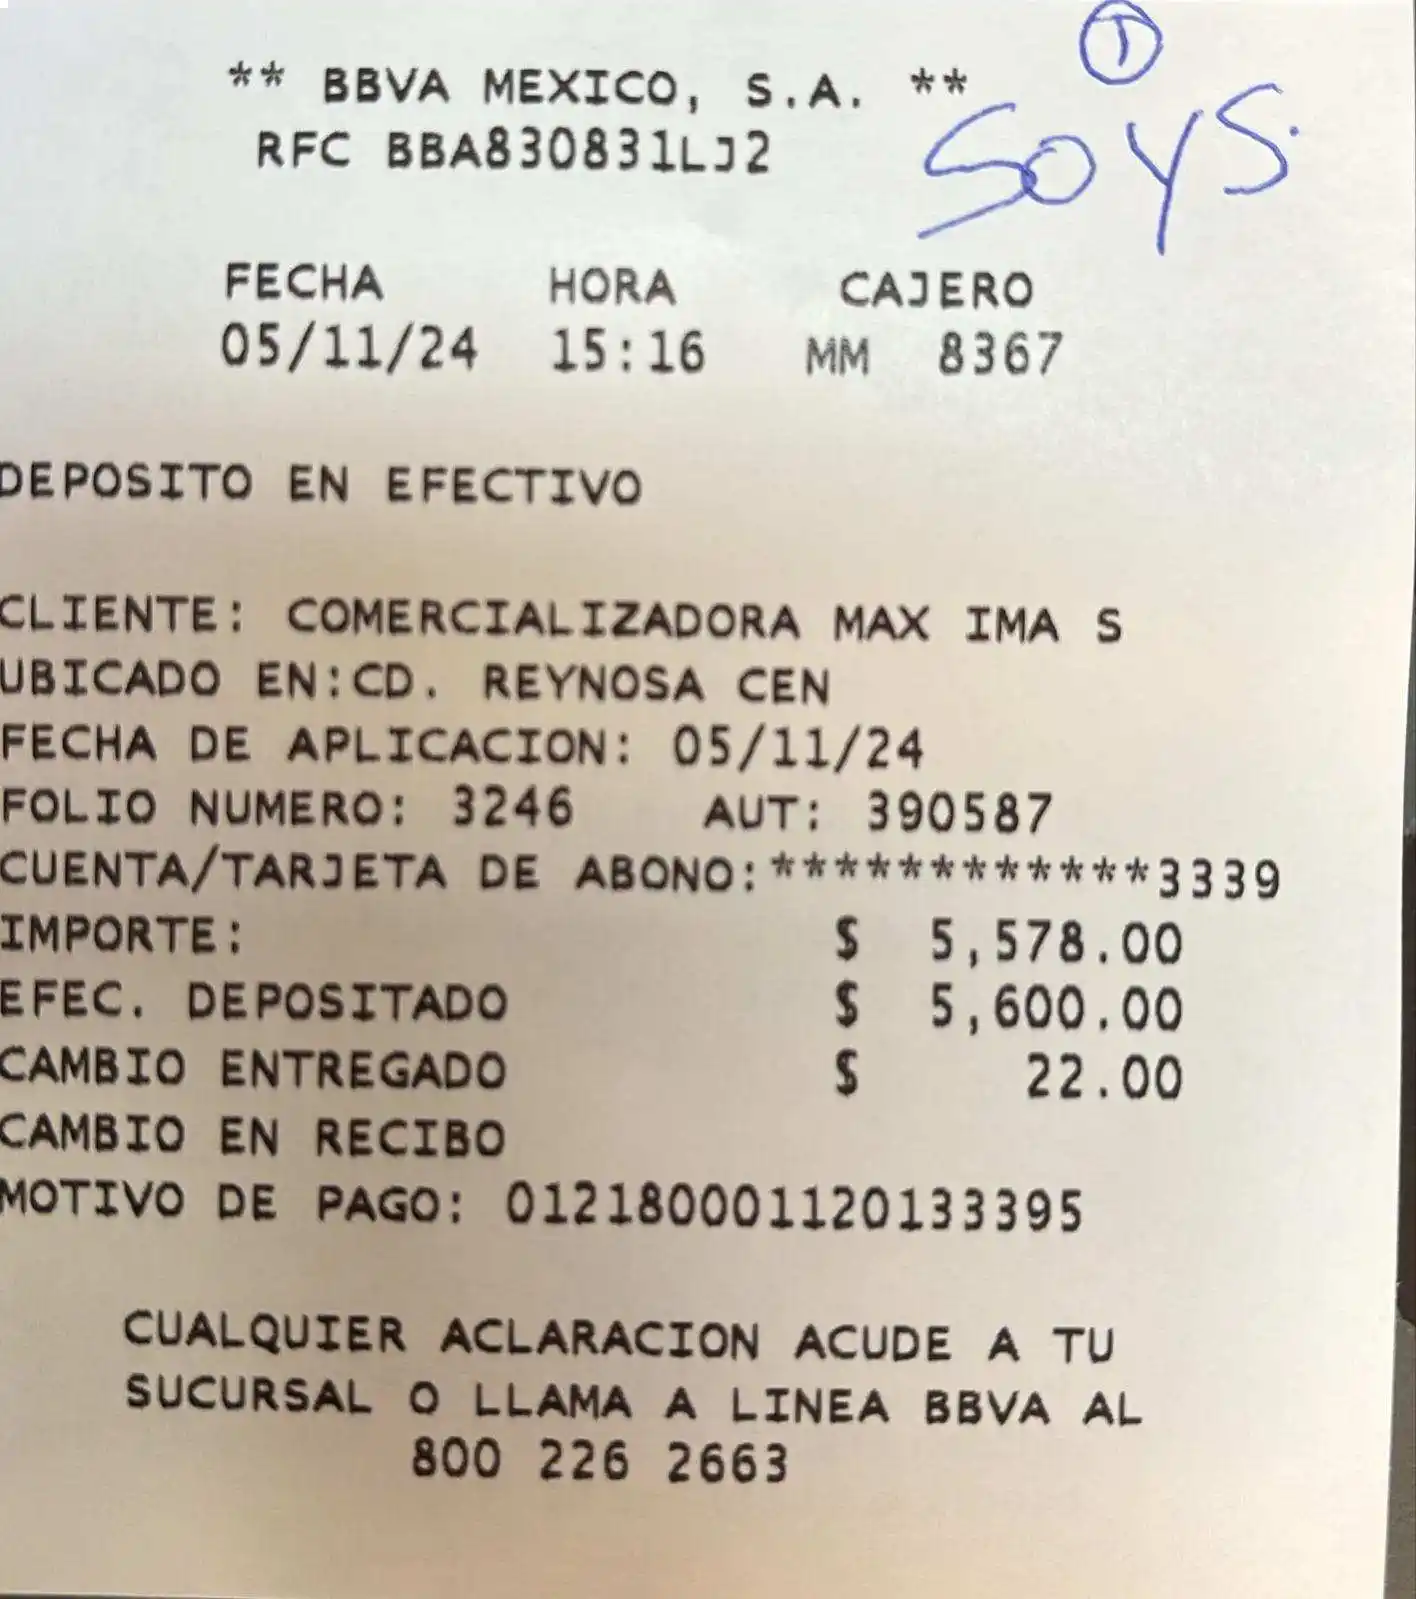 T
** BBVA MEXICO, S.A. **
RFC BBA830831LJ2
SOYS.
FECHA HORA CAJERO
05/11/24 15:16 MM 8367
DEPOSITO EN EFECTIVO
CLIENTE: COMERCIALIZADORA MAX IMA S
UBICADO EN:CD. REYNOSA CEN
FECHA DE APLICACION: 05/11/24
FOLIO NUMERO: 3246 AUT: 390587
CUENTA/TARJETA DE ABONO:************3339
IMPORTE: $ 5,578.00
EFEC. DEPOSITADO $ 5,600.00
CAMBIO ENTREGADO $ 22.00
CAMBIO EN RECIBO
MOTIVO DE PAGO: 012180001120133395
CUALQUIER ACLARACION ACUDE A TU
SUCURSAL O LLAMA A LINEA BBVA AL
800 226 2663